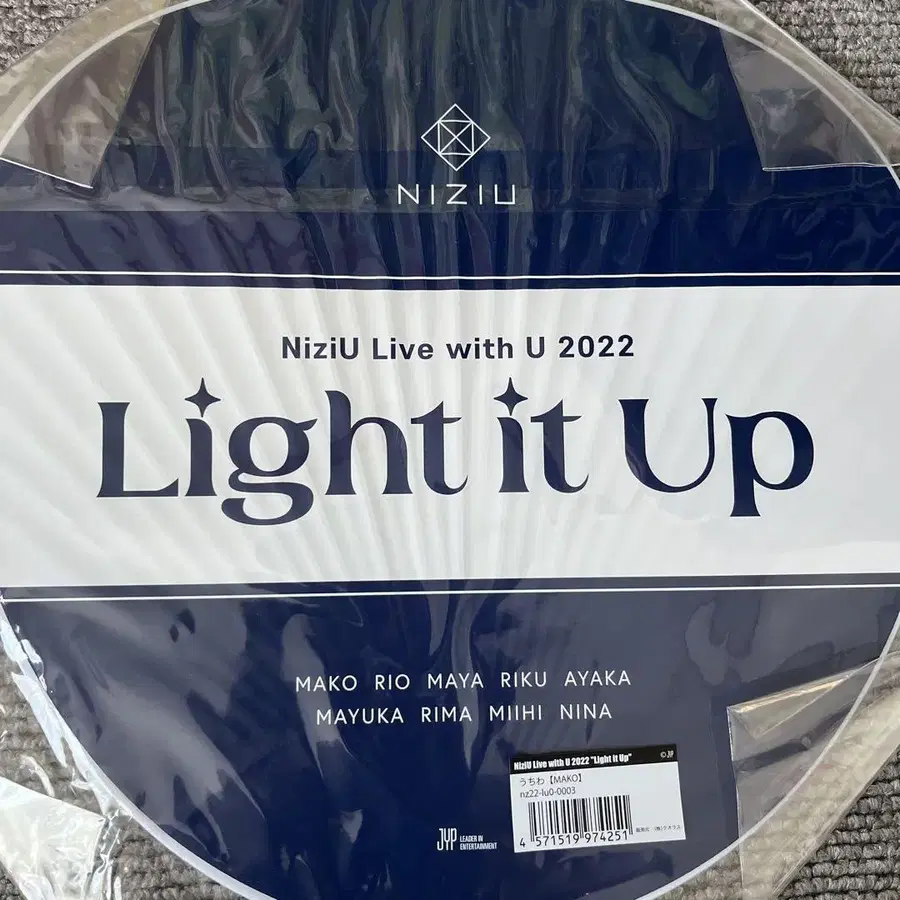 NIZIU
NiziU Live with U 2022
Light it Up
MAKO RIO MAYA RIKU AYAKA
MAYUKA RIMA MIIHI NINA
NiziU Live with U 2022 "Light It Up" ©JYP
うちわ【MAKO】
nz22-lu0-0003
4 571519 974251
JYP LEADER IN
ENTERTAINMENT